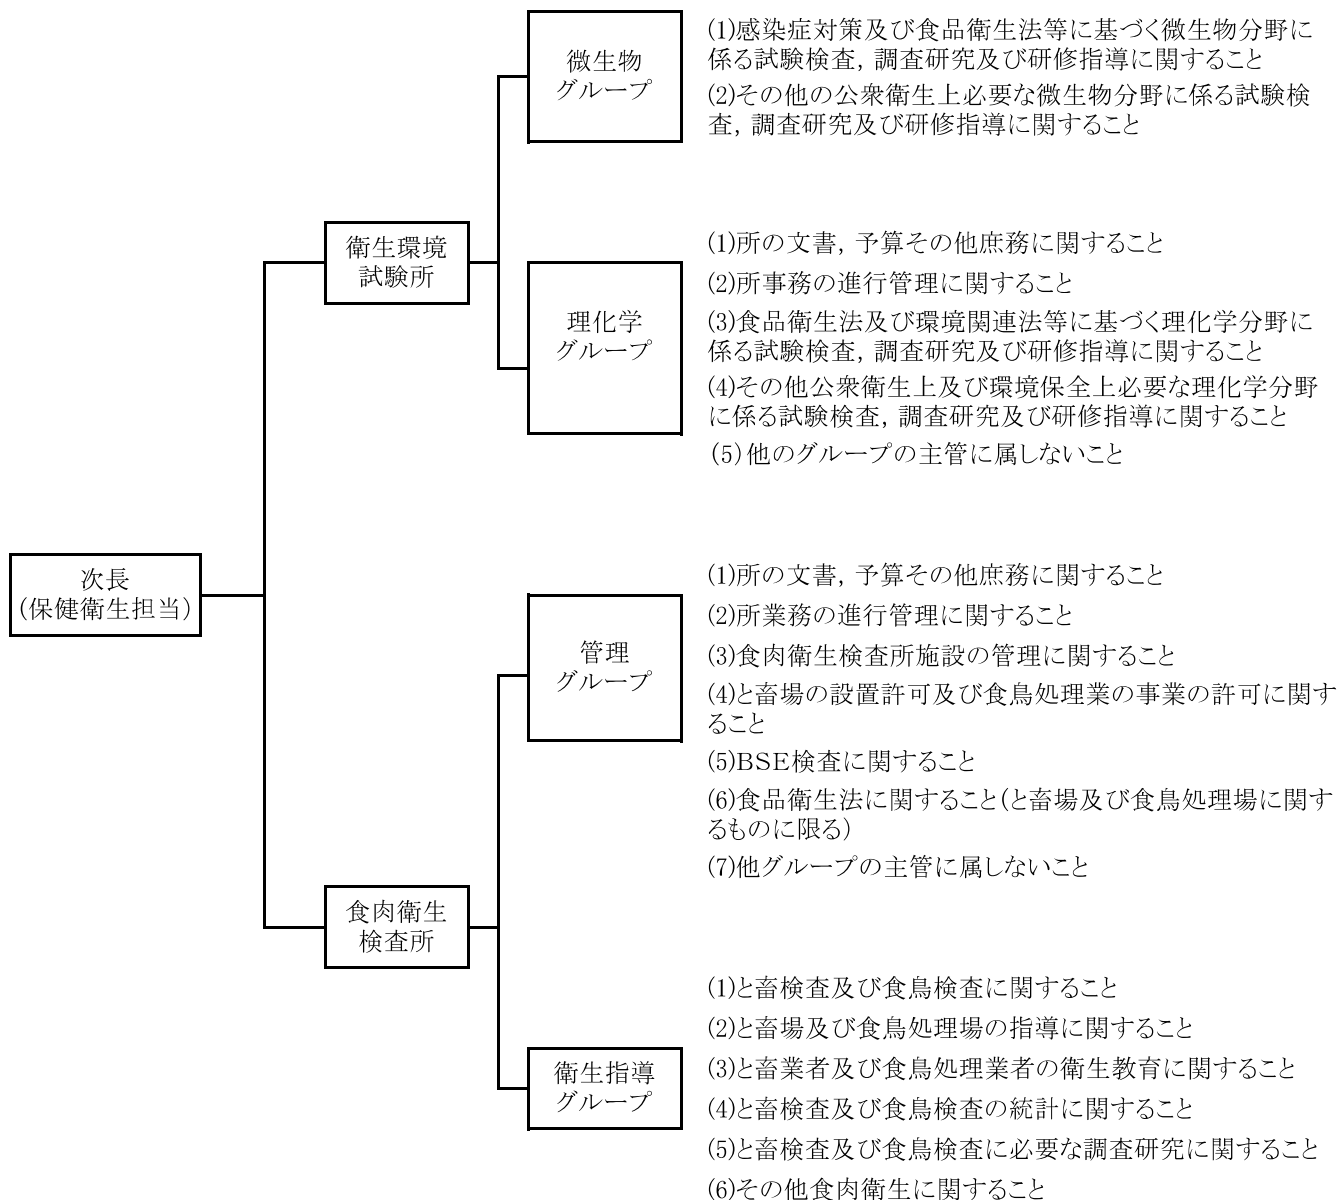 次長
(保健衛生担当)
衛生環境
試験所
微生物
グループ
(1)感染症対策及び食品衛生法等に基づく微生物分野に
係る試験検査，調査研究及び研修指導に関すること
(2)その他の公衆衛生上必要な微生物分野に係る試験検
査，調査研究及び研修指導に関すること
理化学
グループ
(1)所の文書，予算その他庶務に関すること
(2)所事務の進行管理に関すること
(3)食品衛生法及び環境関連法等に基づく理化学分野に
係る試験検査，調査研究及び研修指導に関すること
(4)その他公衆衛生上及び環境保全上必要な理化学分野
に係る試験検査，調査研究及び研修指導に関すること
(5)他のグループの主管に属しないこと
食肉衛生
検査所
管理
グループ
(1)所の文書，予算その他庶務に関すること
(2)所業務の進行管理に関すること
(3)食肉衛生検査所施設の管理に関すること
(4)と畜場の設置許可及び食鳥処理業の事業の許可に関す
ること
(5)BSE検査に関すること
(6)食品衛生法に関すること(と畜場及び食鳥処理場に関す
るものに限る)
(7)他グループの主管に属しないこと
衛生指導
グループ
(1)と畜検査及び食鳥検査に関すること
(2)と畜場及び食鳥処理場の指導に関すること
(3)と畜業者及び食鳥処理業者の衛生教育に関すること
(4)と畜検査及び食鳥検査の統計に関すること
(5)と畜検査及び食鳥検査に必要な調査研究に関すること
(6)その他食肉衛生に関すること